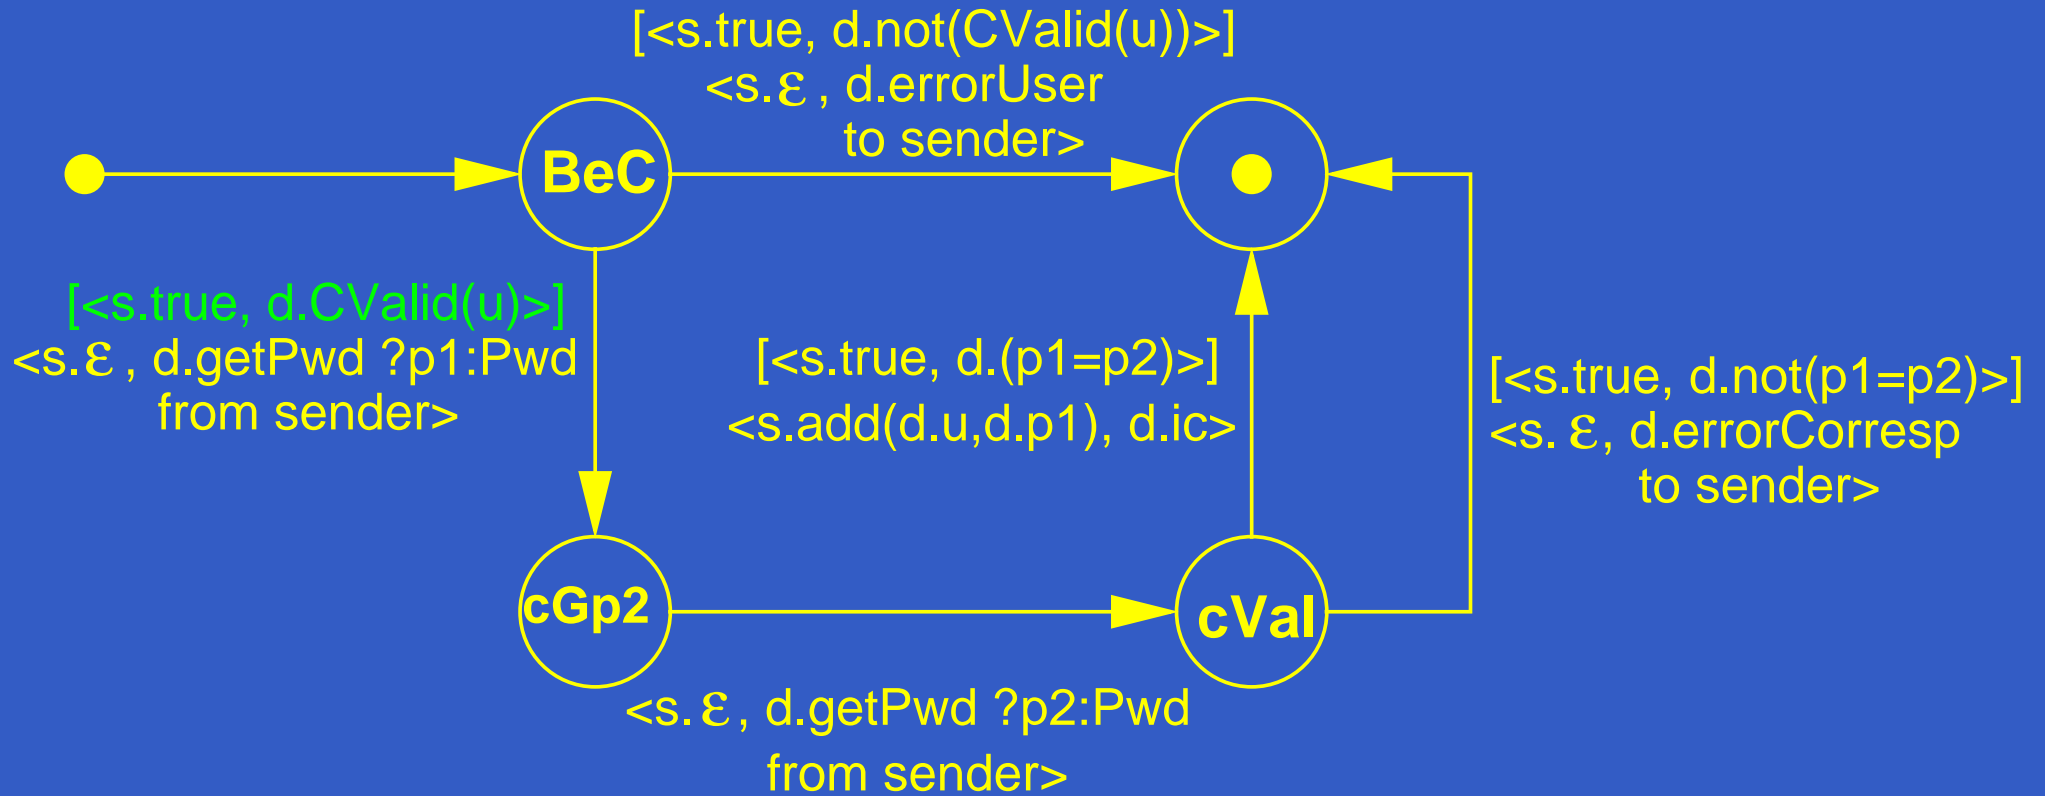 [<s.true, d.not(CValid(u))>]
<s.ε, d.errorUser
to sender>
BeC
[<s.true, d.CValid(u)>]
<s.ε, d.getPwd ?p1:Pwd
from sender>
[<s.true, d.(p1=p2)>]
<s.add(d.u,d.p1), d.ic>
[<s.true, d.not(p1=p2)>]
<s.ε, d.errorCorresp
to sender>
cGp2
cVal
<s.ε, d.getPwd ?p2:Pwd
from sender>